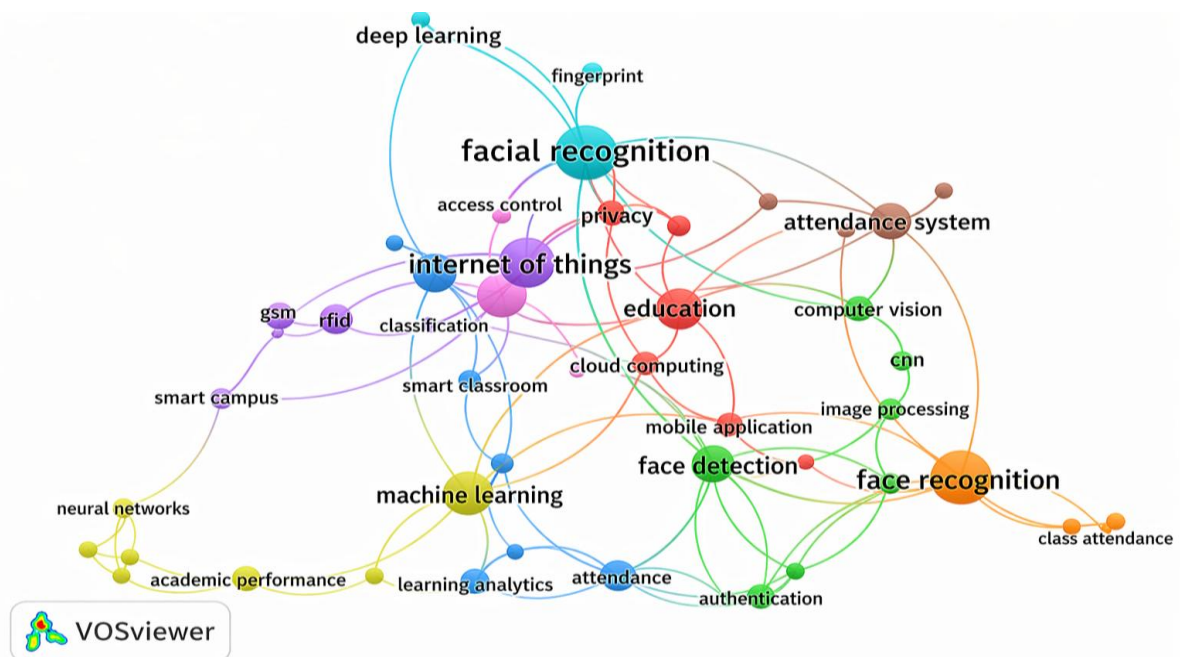 deep learning
fingerprint
facial recognition
access control
privacy
attendance system
internet of things
education
computer vision
gsm
rfid
classification
cnn
cloud computing
smart classroom
smart campus
image processing
mobile application
face detection
face recognition
machine learning
neural networks
class attendance
academic performance
learning analytics
attendance
authentication
VOSviewer